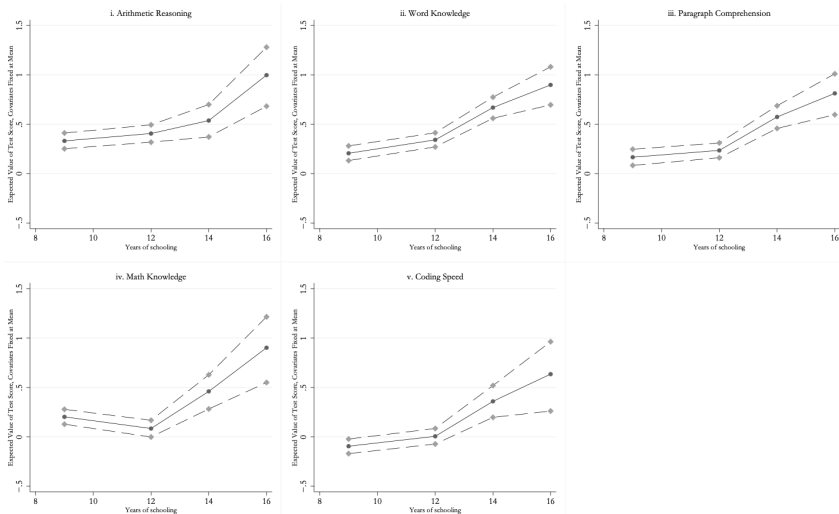 i. Arithmetic Reasoning
Expected Value of Test Score, Covariates Fixed at Mean
1.5
1
.5
0
-.5
8 10 12 14 16
Years of schooling
ii. Word Knowledge
Expected Value of Test Score, Covariates Fixed at Mean
1.5
1
.5
0
-.5
8 10 12 14 16
Years of schooling
iii. Paragraph Comprehension
Expected Value of Test Score, Covariates Fixed at Mean
1.5
1
.5
0
-.5
8 10 12 14 16
Years of schooling
iv. Math Knowledge
Expected Value of Test Score, Covariates Fixed at Mean
1.5
1
.5
0
-.5
8 10 12 14 16
Years of schooling
v. Coding Speed
Expected Value of Test Score, Covariates Fixed at Mean
1.5
1
.5
0
-.5
8 10 12 14 16
Years of schooling